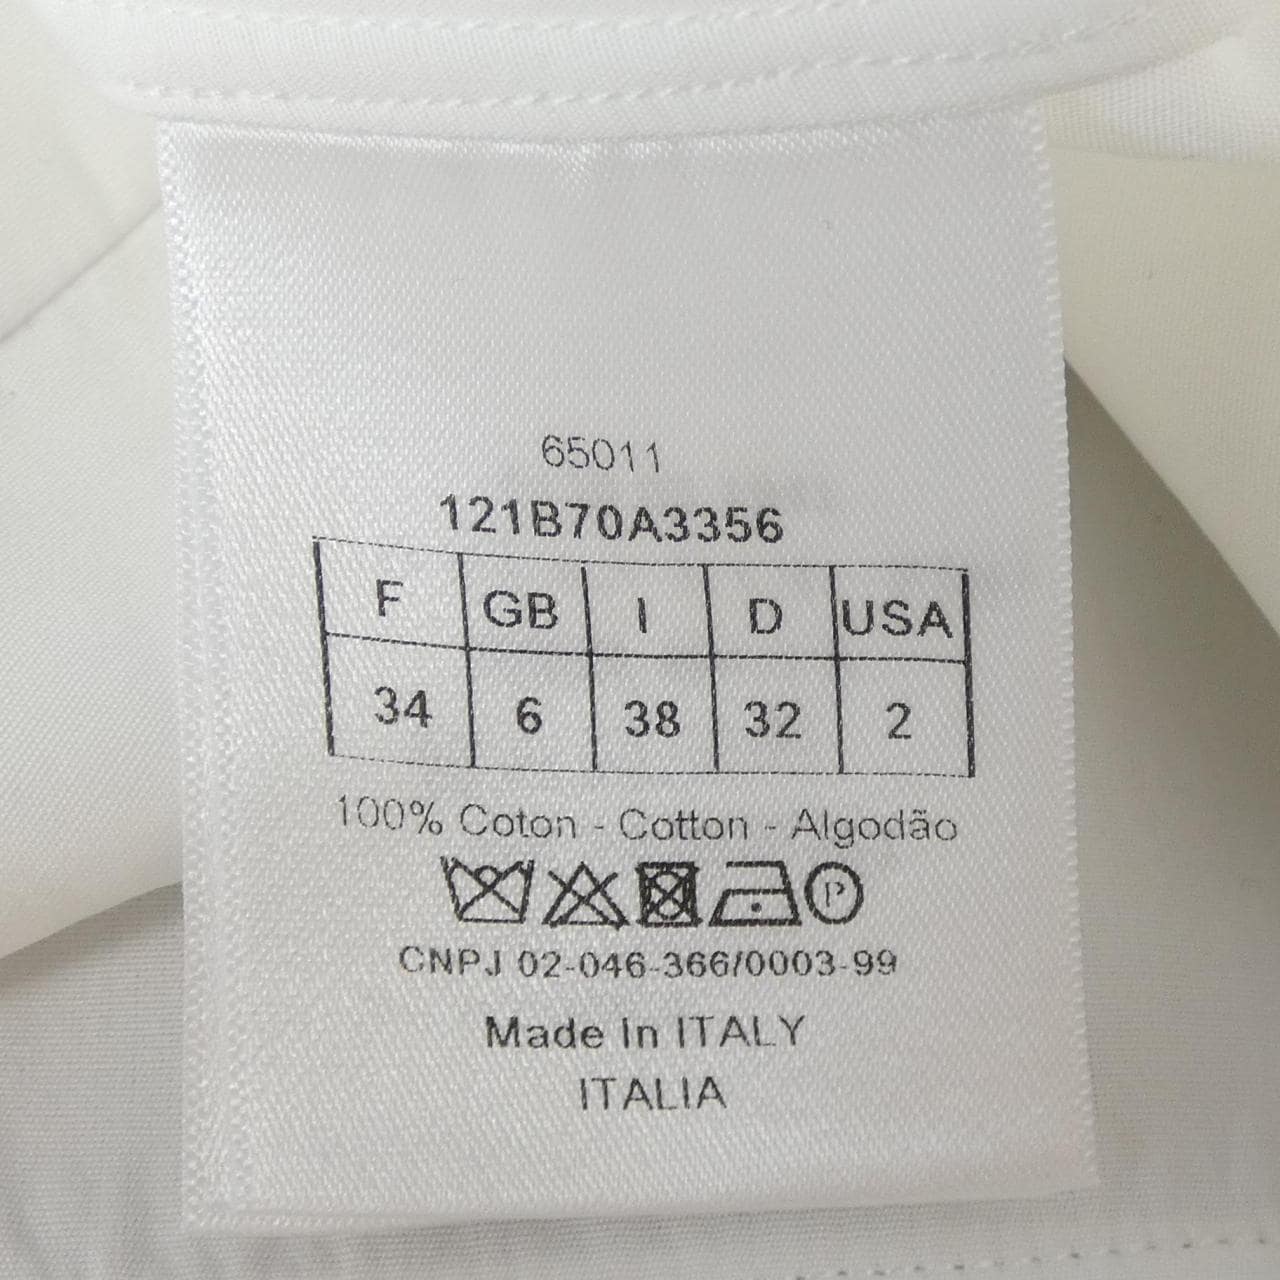 65011
121B70A3356
F GB I D USA
34 6 38 32 2
100% Coton - Cotton - Algodão
P
CNPJ 02-046-366/0003-99
Made In ITALY
ITALIA